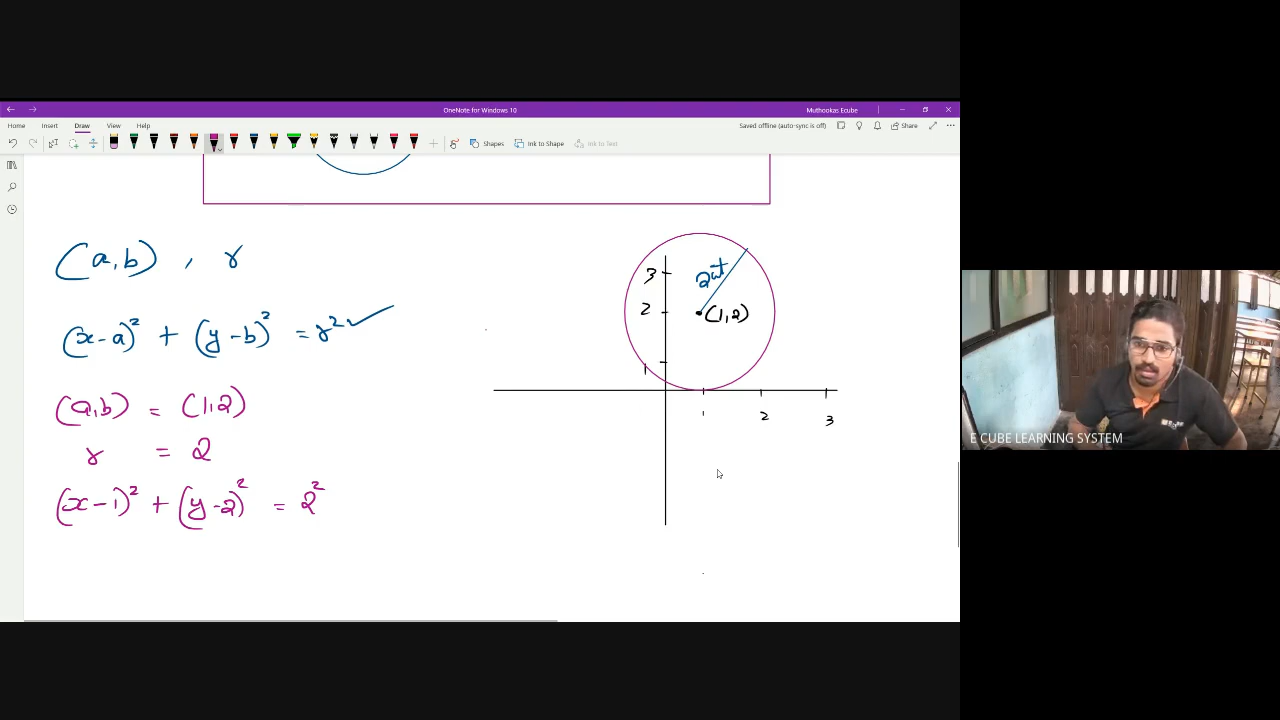 OneNote for Windows 10
Muthookas Ecube
Home Insert Draw View Help
Saved offline (auto-sync is off)
Share
Shapes
Ink to Shape
Ink to Text
(a,b) , r
(x-a)² + (y-b)² = r²
(a,b) = (1,2)
r = 2
(x-1)² + (y-2)² = 2²
3
2
1
2
(1,2)
1 2 3
E CUBE LEARNING SYSTEM